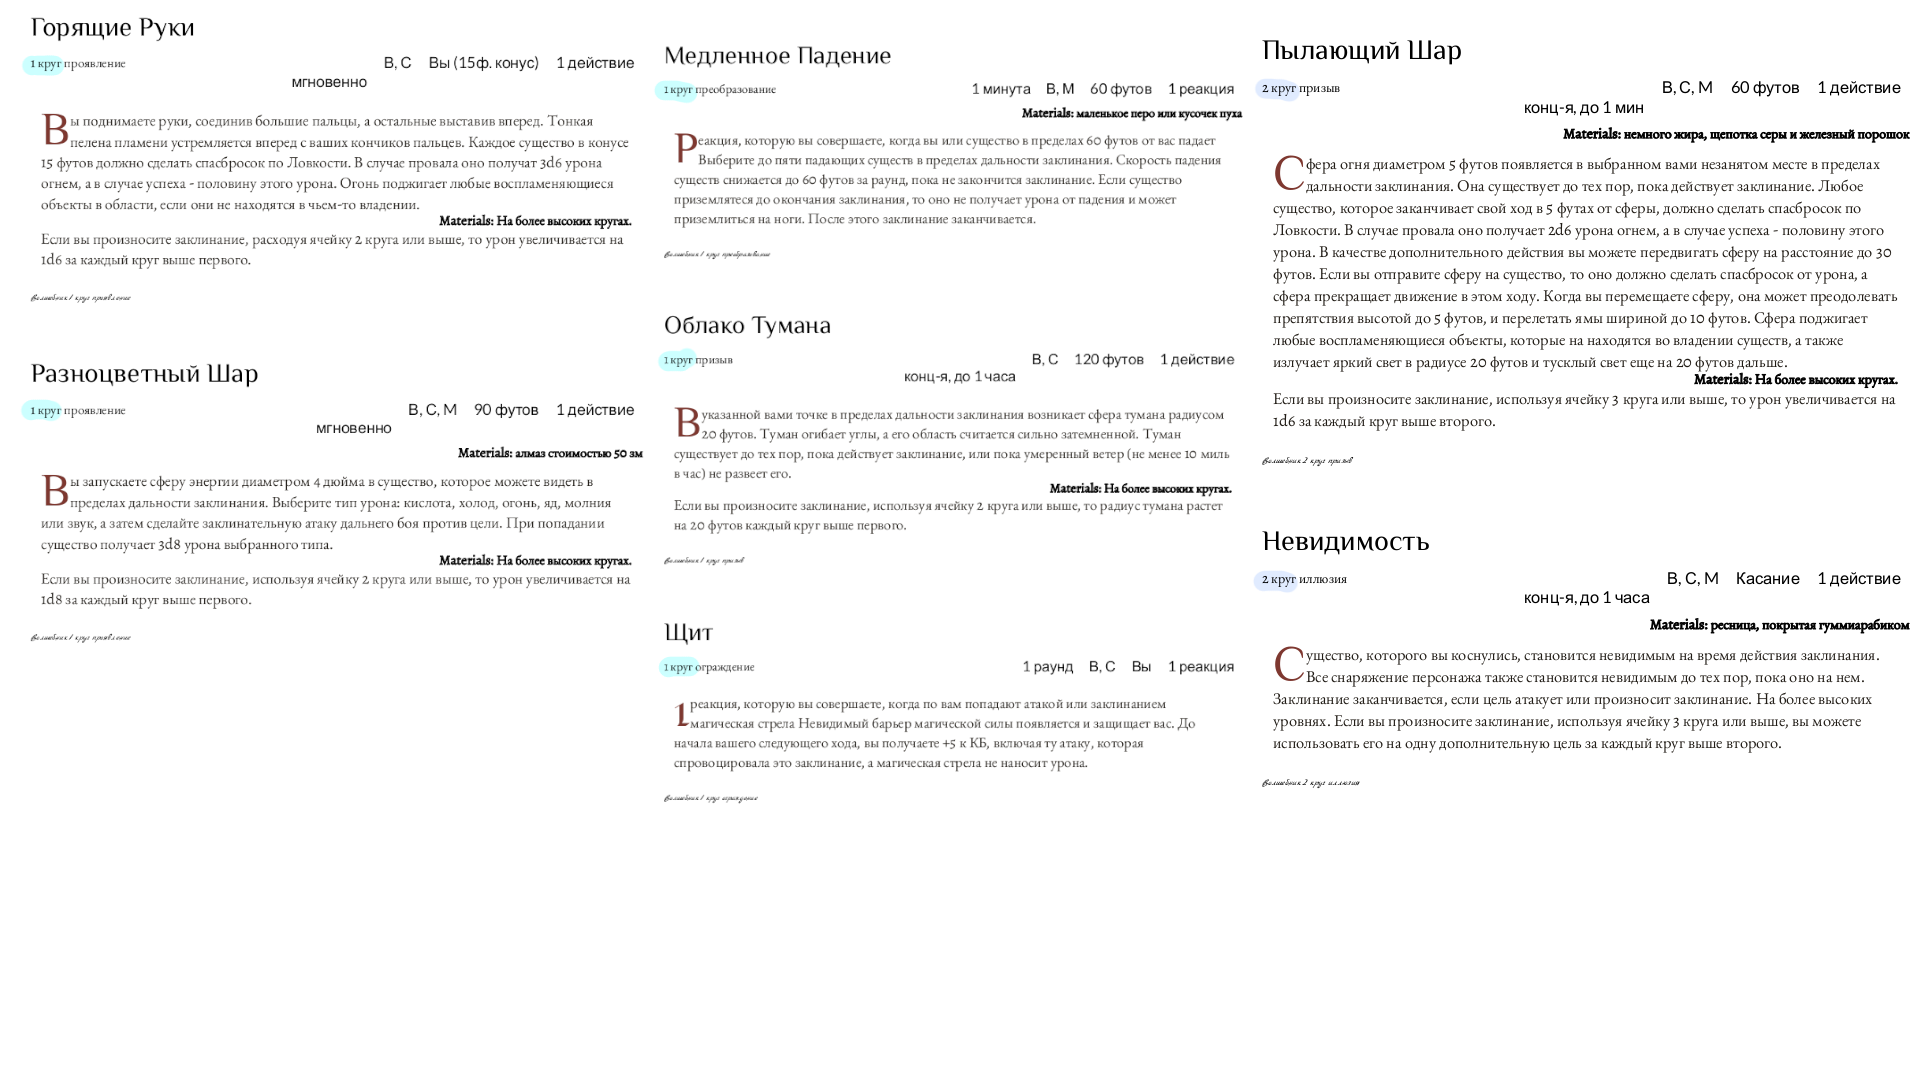 Горящие Руки
1 круг проявление
В, С Вы (15ф. конус) 1 действие
мгновенно
Вы поднимаете руки, соединив большие пальцы, а остальные выставив вперед. Тонкая
пелена пламени устремляется вперед с ваших кончиков пальцев. Каждое существо в конусе
15 футов должно сделать спасбросок по Ловкости. В случае провала оно получат 3d6 урона
огнем, а в случае успеха - половину этого урона. Огонь поджигает любые воспламеняющиеся
объекты в области, если они не находятся в чьем-то владении.
Materials: На более высоких кругах.
Если вы произносите заклинание, расходуя ячейку 2 круга или выше, то урон увеличивается на
1d6 за каждый круг выше первого.
Волшебник 1 круг проявление
Разноцветный Шар
1 круг проявление
В, С, М 90 футов 1 действие
мгновенно
Materials: алмаз стоимостью 50 зм
Вы запускаете сферу энергии диаметром 4 дюйма в существо, которое можете видеть в
пределах дальности заклинания. Выберите тип урона: кислота, холод, огонь, яд, молния
или звук, а затем сделайте заклинательную атаку дальнего боя против цели. При попадании
существо получает 3d8 урона выбранного типа.
Materials: На более высоких кругах.
Если вы произносите заклинание, используя ячейку 2 круга или выше, то урон увеличивается на
1d8 за каждый круг выше первого.
Волшебник 1 круг проявление
Медленное Падение
1 круг преобразование
1 минута В, М 60 футов 1 реакция
Materials: маленькое перо или кусочек пуха
Реакция, которую вы совершаете, когда вы или существо в пределах 60 футов от вас падает
Выберите до пяти падающих существ в пределах дальности заклинания. Скорость падения
существ снижается до 60 футов за раунд, пока не закончится заклинание. Если существо
приземлятеся до окончания заклинания, то оно не получает урона от падения и может
приземлиться на ноги. После этого заклинание заканчивается.
Волшебник 1 круг преобразование
Облако Тумана
1 круг призыв
В, С 120 футов 1 действие
конц-я, до 1 часа
В указанной вами точке в пределах дальности заклинания возникает сфера тумана радиусом
20 футов. Туман огибает углы, а его область считается сильно затемненной. Туман
существует до тех пор, пока действует заклинание, или пока умеренный ветер (не менее 10 миль
в час) не развеет его.
Materials: На более высоких кругах.
Если вы произносите заклинание, используя ячейку 2 круга или выше, то радиус тумана растет
на 20 футов каждый круг выше первого.
Волшебник 1 круг призыв
Щит
1 круг ограждение
1 раунд В, С Вы 1 реакция
1 реакция, которую вы совершаете, когда по вам попадают атакой или заклинанием
магическая стрела Невидимый барьер магической силы появляется и защищает вас. До
начала вашего следующего хода, вы получаете +5 к КБ, включая ту атаку, которая
спровоцировала это заклинание, а магическая стрела не наносит урона.
Волшебник 1 круг ограждение
Пылающий Шар
2 круг призыв
В, С, М 60 футов 1 действие
конц-я, до 1 мин
Materials: немного жира, щепотка серы и железный порошок
Сфера огня диаметром 5 футов появляется в выбранном вами незанятом месте в пределах
дальности заклинания. Она существует до тех пор, пока действует заклинание. Любое
существо, которое заканчивает свой ход в 5 футах от сферы, должно сделать спасбросок по
Ловкости. В случае провала оно получает 2d6 урона огнем, а в случае успеха - половину этого
урона. В качестве дополнительного действия вы можете передвигать сферу на расстояние до 30
футов. Если вы отправите сферу на существо, то оно должно сделать спасбросок от урона, а
сфера прекращает движение в этом ходу. Когда вы перемещаете сферу, она может преодолевать
препятствия высотой до 5 футов, и перелетать ямы шириной до 10 футов. Сфера поджигает
любые воспламеняющиеся объекты, которые на находятся во владении существ, а также
излучает яркий свет в радиусе 20 футов и тусклый свет еще на 20 футов дальше.
Materials: На более высоких кругах.
Если вы произносите заклинание, используя ячейку 3 круга или выше, то урон увеличивается на
1d6 за каждый круг выше второго.
Волшебник 2 круг призыв
Невидимость
2 круг иллюзия
В, С, М Касание 1 действие
конц-я, до 1 часа
Materials: ресница, покрытая гуммиарабиком
Существо, которого вы коснулись, становится невидимым на время действия заклинания.
Все снаряжение персонажа также становится невидимым до тех пор, пока оно на нем.
Заклинание заканчивается, если цель атакует или произносит заклинание. На более высоких
уровнях. Если вы произносите заклинание, используя ячейку 3 круга или выше, вы можете
использовать его на одну дополнительную цель за каждый круг выше второго.
Волшебник 2 круг иллюзия